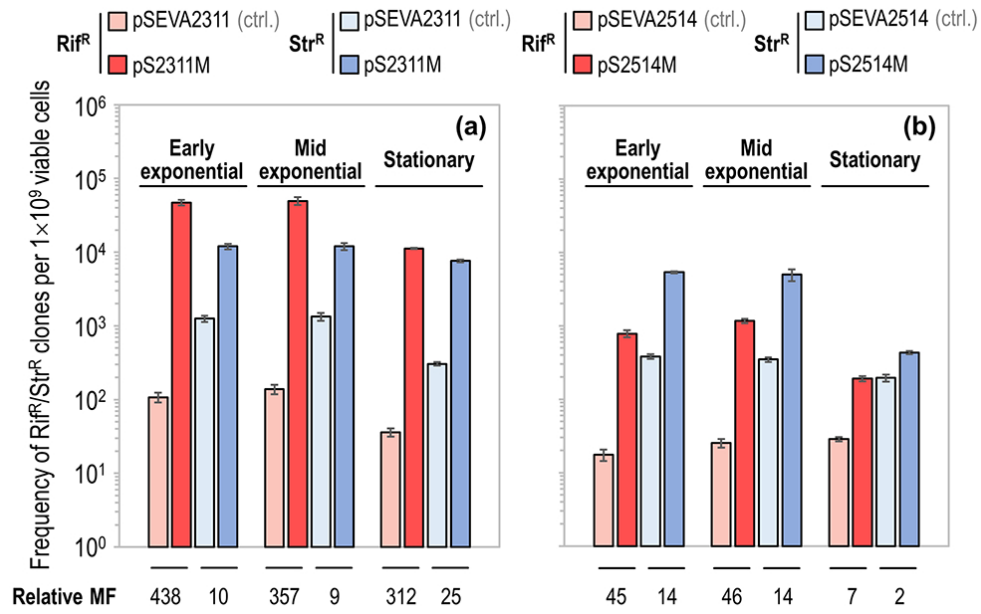 Rifᴿ
pSEVA2311 (ctrl.)
pS2311M
Strᴿ
pSEVA2311 (ctrl.)
pS2311M
Rifᴿ
pSEVA2514 (ctrl.)
pS2514M
Strᴿ
pSEVA2514 (ctrl.)
pS2514M
Frequency of Rifᴿ/Strᴿ clones per 1×10⁹ viable cells
10⁶
10⁵
10⁴
10³
10²
10¹
10⁰
(a)
Early
exponential
Mid
exponential
Stationary
(b)
Early
exponential
Mid
exponential
Stationary
Relative MF 438 10 357 9 312 25 45 14 46 14 7 2